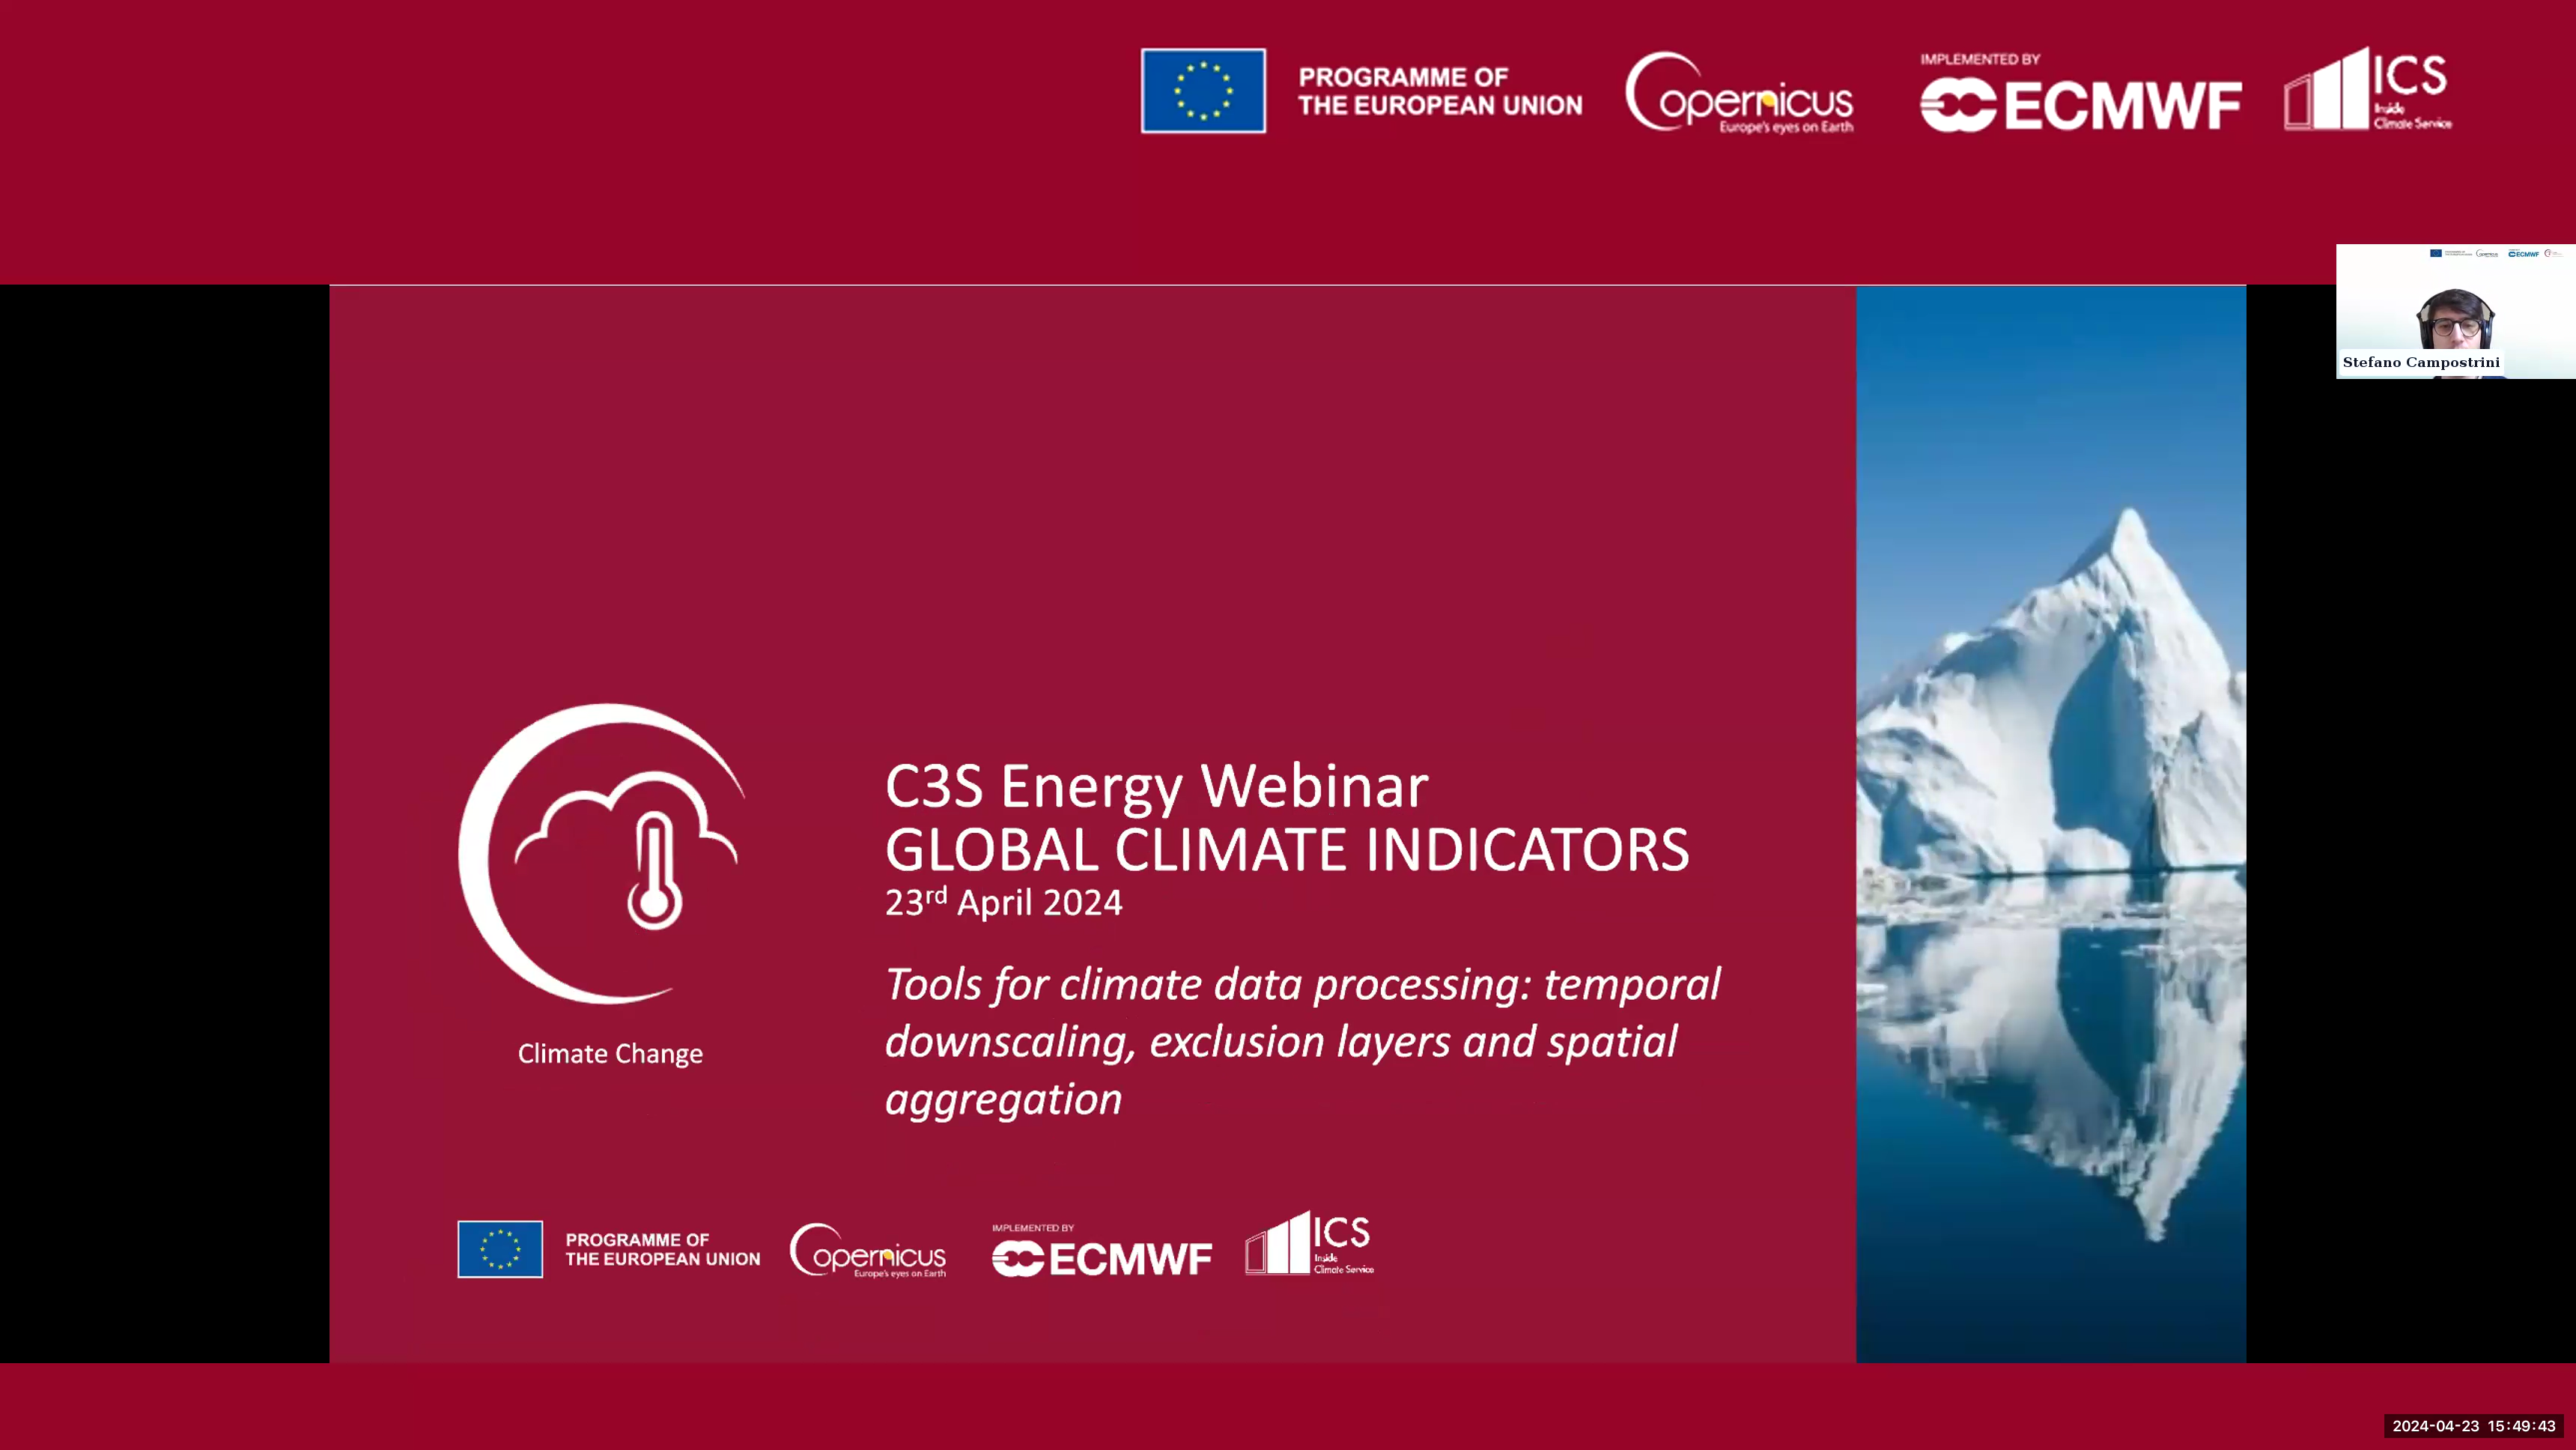 PROGRAMME OF
THE EUROPEAN UNION
Copernicus
Europe's eyes on Earth
IMPLEMENTED BY
ECMWF
ICS
Inside
Climate Service
ECMWF
Stefano Campostrini
C3S Energy Webinar
GLOBAL CLIMATE INDICATORS
23rd April 2024
Tools for climate data processing: temporal
downscaling, exclusion layers and spatial
aggregation
Climate Change
PROGRAMME OF
THE EUROPEAN UNION
Copernicus
Europe's eyes on Earth
IMPLEMENTED BY
ECMWF
ICS
Inside
Climate Service
2024-04-23 15:49:43